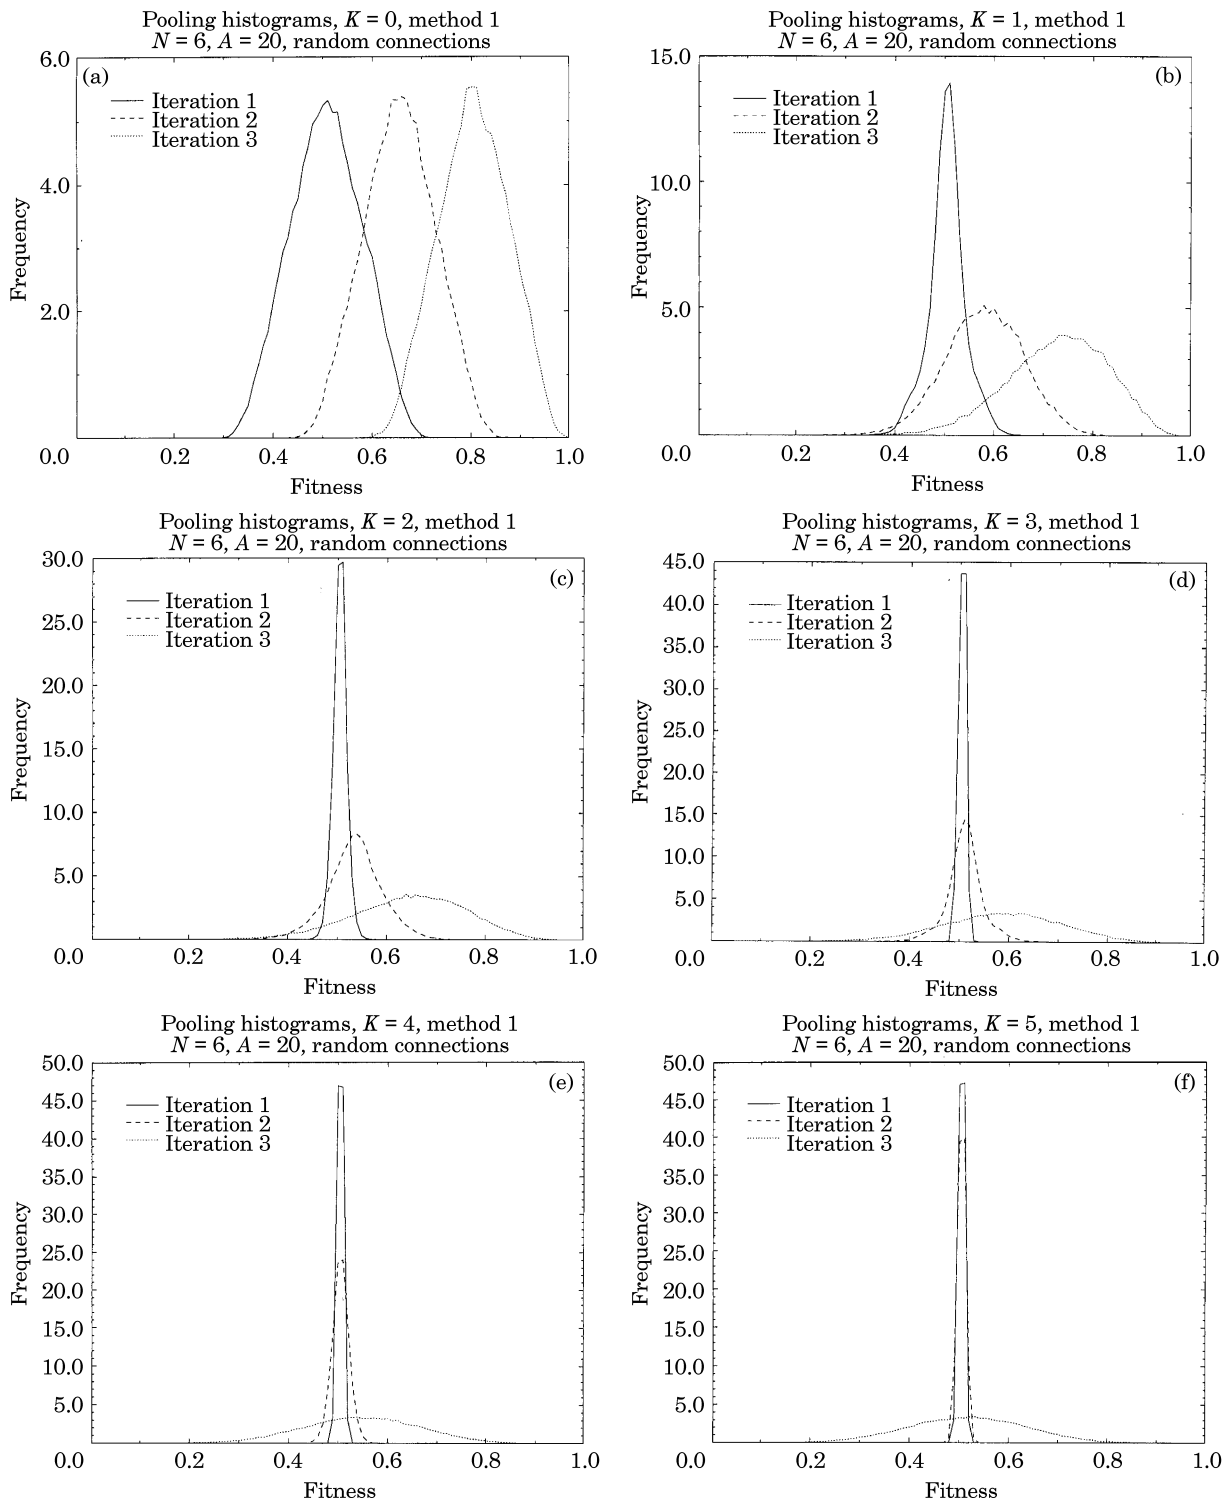 Pooling histograms, K = 0, method 1
N = 6, A = 20, random connections
(a)
Iteration 1
Iteration 2
Iteration 3
6.0
4.0
2.0
0.0
0.2
0.4
0.6
0.8
1.0
Frequency
Fitness
Pooling histograms, K = 1, method 1
N = 6, A = 20, random connections
(b)
Iteration 1
Iteration 2
Iteration 3
15.0
10.0
5.0
0.0
0.2
0.4
0.6
0.8
1.0
Frequency
Fitness
Pooling histograms, K = 2, method 1
N = 6, A = 20, random connections
(c)
Iteration 1
Iteration 2
Iteration 3
30.0
25.0
20.0
15.0
10.0
5.0
0.0
0.2
0.4
0.6
0.8
1.0
Frequency
Fitness
Pooling histograms, K = 3, method 1
N = 6, A = 20, random connections
(d)
Iteration 1
Iteration 2
Iteration 3
45.0
40.0
35.0
30.0
25.0
20.0
15.0
10.0
5.0
0.0
0.2
0.4
0.6
0.8
1.0
Frequency
Fitness
Pooling histograms, K = 4, method 1
N = 6, A = 20, random connections
(e)
Iteration 1
Iteration 2
Iteration 3
50.0
45.0
40.0
35.0
30.0
25.0
20.0
15.0
10.0
5.0
0.0
0.2
0.4
0.6
0.8
1.0
Frequency
Fitness
Pooling histograms, K = 5, method 1
N = 6, A = 20, random connections
(f)
Iteration 1
Iteration 2
Iteration 3
50.0
45.0
40.0
35.0
30.0
25.0
20.0
15.0
10.0
5.0
0.0
0.2
0.4
0.6
0.8
1.0
Frequency
Fitness